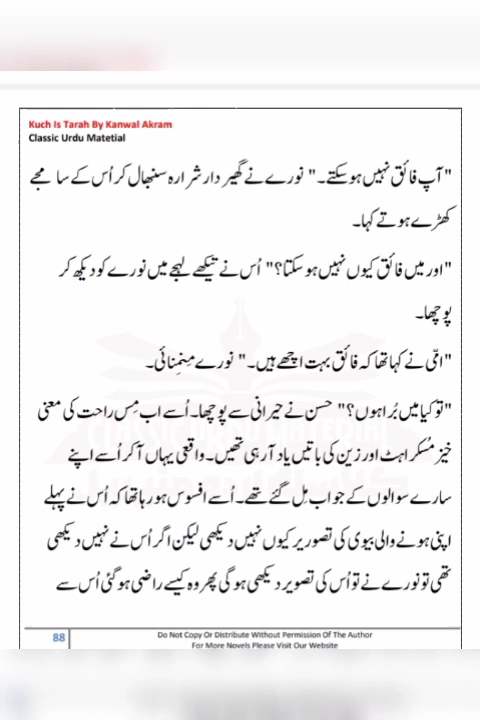 Kuch Is Tarah By Kanwal Akram
Classic Urdu Matetial
"آپ فائق نہیں ہو سکتے۔" نورے نے گھیر دار شرارہ سنبھال کر اُس کے سامجے
کھڑے ہوتے کہا۔
"اور میں فائق کیوں نہیں ہو سکتا؟" اُس نے تیکھے لہجے میں نورے کو دیکھ کر
پوچھا۔
"امّی نے کہا تھا کہ فائق بہت اچھے ہیں۔" نورے مِنمِنائی۔
"تو کیا میں بُرا ہوں؟" حسن نے حیرانی سے پوچھا۔ اُسے اب مِس راحت کی معنی
خیز مُسکراہٹ اور زین کی باتیں یاد آرہی تھیں۔ واقعی یہاں آکر اُسے اپنے
سارے سوالوں کے جواب مِل گئے تھے۔ اُسے افسوس ہو رہا تھا کہ اُس نے پہلے
اپنی ہونے والی بیوی کی تصویر کیوں نہیں دیکھی لیکن اگر اُس نے نہیں دیکھی
تھی تو نورے نے تو اُس کی تصویر دیکھی ہو گی پھر وہ کیسے راضی ہو گئی اُس سے
88
Do Not Copy Or Distribute Without Permission Of The Author
For More Novels Please Visit Our Website